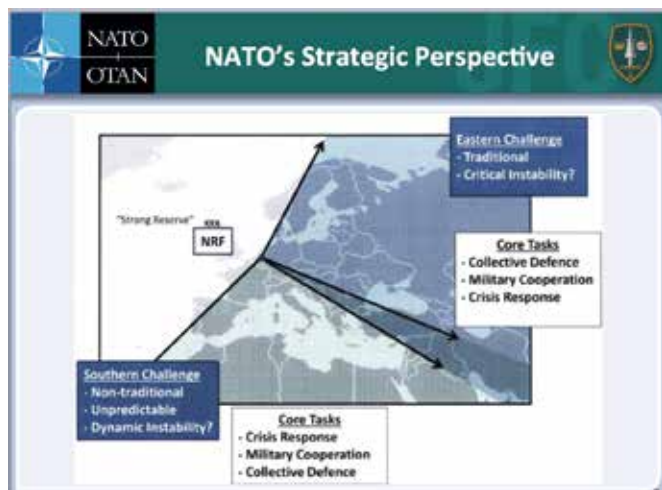 NATO
OTAN
NATO's Strategic Perspective
JFC
Eastern Challenge
- Traditional
- Critical Instability?
"Strong Reserve"
XXX
NRF
Core Tasks
- Collective Defence
- Military Cooperation
- Crisis Response
Southern Challenge
- Non-traditional
- Unpredictable
- Dynamic Instability?
Core Tasks
- Crisis Response
- Military Cooperation
- Collective Defence